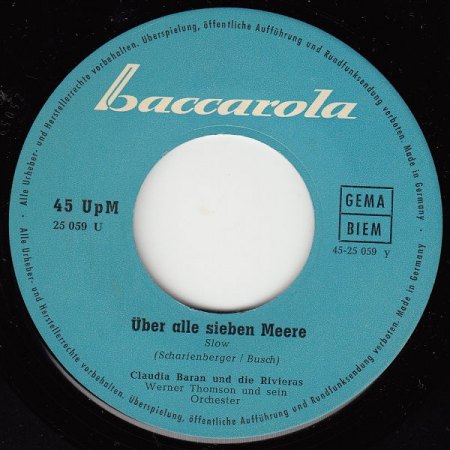 baccarola
45 UpM
25 059 U
GEMA
BIEM
45-25 059 Y
Über alle sieben Meere
Slow
(Scharfenberger / Busch)
Claudia Baran und die Rivieras
Werner Thomson und sein
Orchester
Alle Urheber- und Herstellerrechte vorbehalten. Überspielung, öffentliche Aufführung und Rundfunksendung verboten. Made in Germany
Alle Urheber- und Herstellerrechte vorbehalten. Überspielung, öffentliche Aufführung und Rundfunksendung verboten. Made in Germany